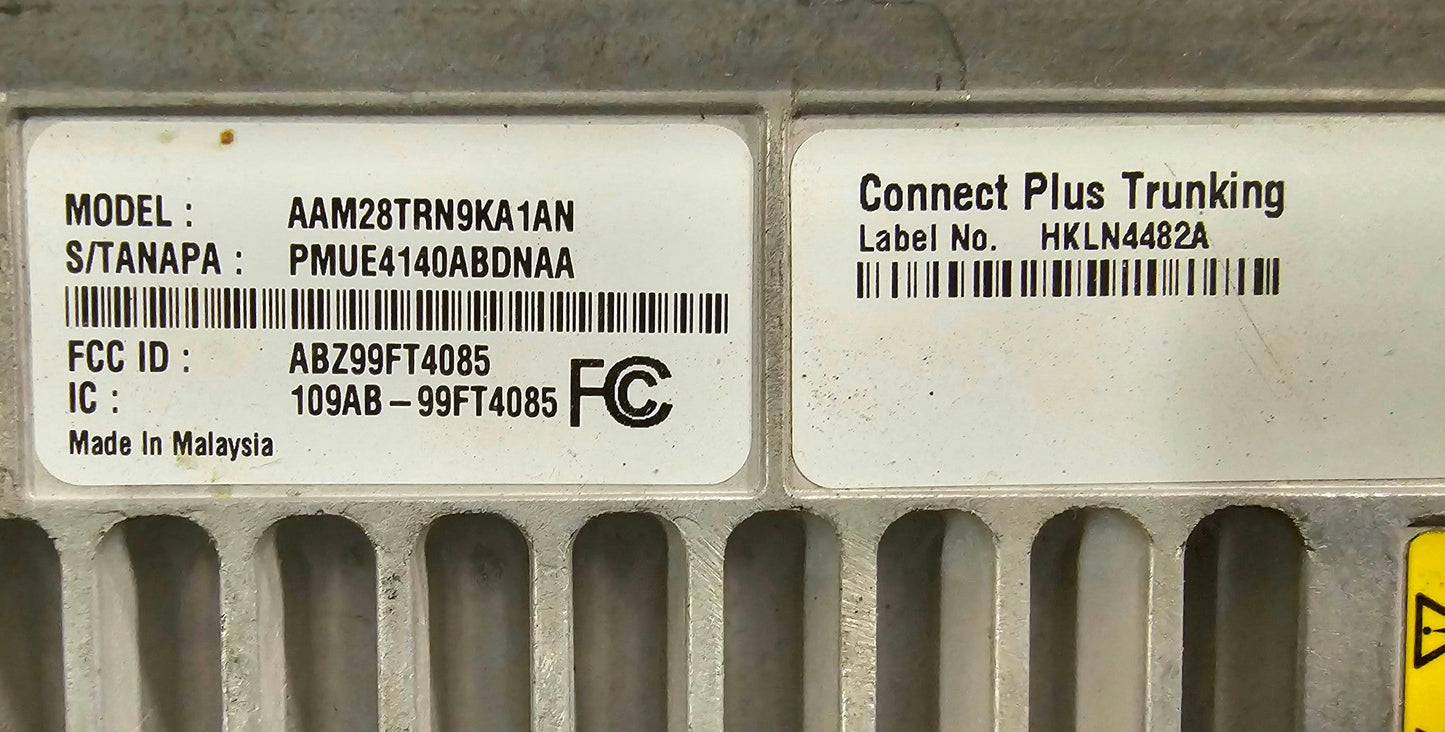 MODEL : AAM28TRN9KA1AN
S/TANAPA : PMUE4140ABDNAA
FCC ID : ABZ99FT4085
IC : 109AB – 99FT4085
FCC
Made In Malaysia
Connect Plus Trunking
Label No. HKLN4482A